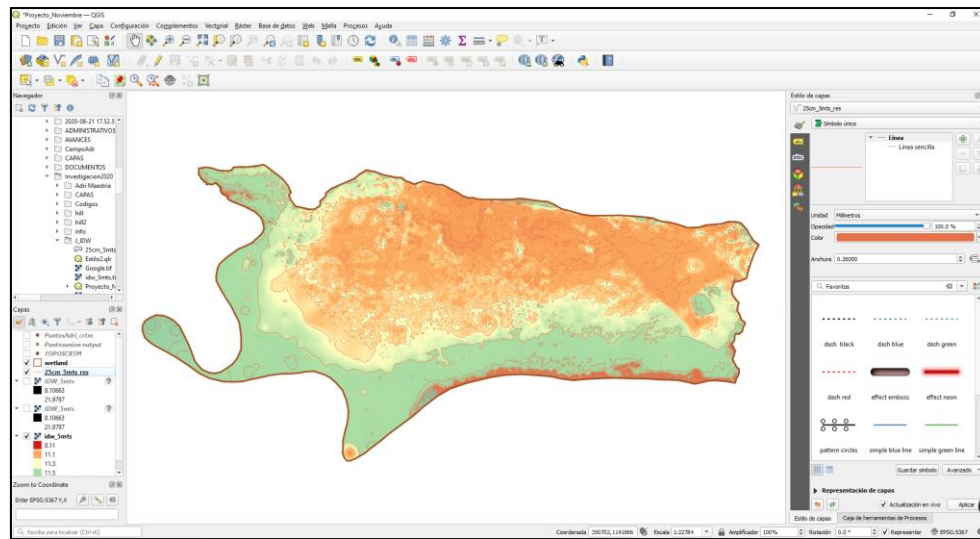 *Proyecto_Noviembre — QGIS
Proyecto Edición Ver Capa Configuración Complementos Vectorial Ráster Base de datos Web Malla Procesos Ayuda
Navegador
2020-08-21 17.52.5
ADMINISTRATIVOS
AVANCES
CampoAdr
CAPAS
DOCUMENTOS
Investigacion2020
Adri Maestria
CAPAS
Codigos
hill
hill2
info
J_IDW
25cm_5mts
Estilo2.qlr
Google.tif
idw_5mts.ti
Proyecto_N
Capas
PuntosAdri_crtm
Puntosunion output
TOPOSCRTM
wetland
25cm_5mts_res
IDW_5mts
8.10663
21.9797
IDW_5mts
8.10663
21.9797
idw_5mts
8.11
11.1
11.3
11.5
Zoom to Coordinate
Enter EPSG:5367 Y,X
Escriba para localizar (Ctrl+K)
Coordenada 350702,1141866 Escala 1:22784 Amplificador 100% Rotación 0.0 ° Representar EPSG:5367
Estilo de capas
25cm_5mts_res
Símbolo único
Línea
Línea sencilla
Unidad Milímetros
Opacidad 100.0 %
Color
Anchura 0.26000
Favoritos
dash black dash blue dash green
dash red effect emboss effect neon
pattern circles simple blue line simple green line
Guardar símbolo Avanzado
Representación de capas
Actualización en vivo Aplicar
Estilo de capas Caja de herramientas de Procesos